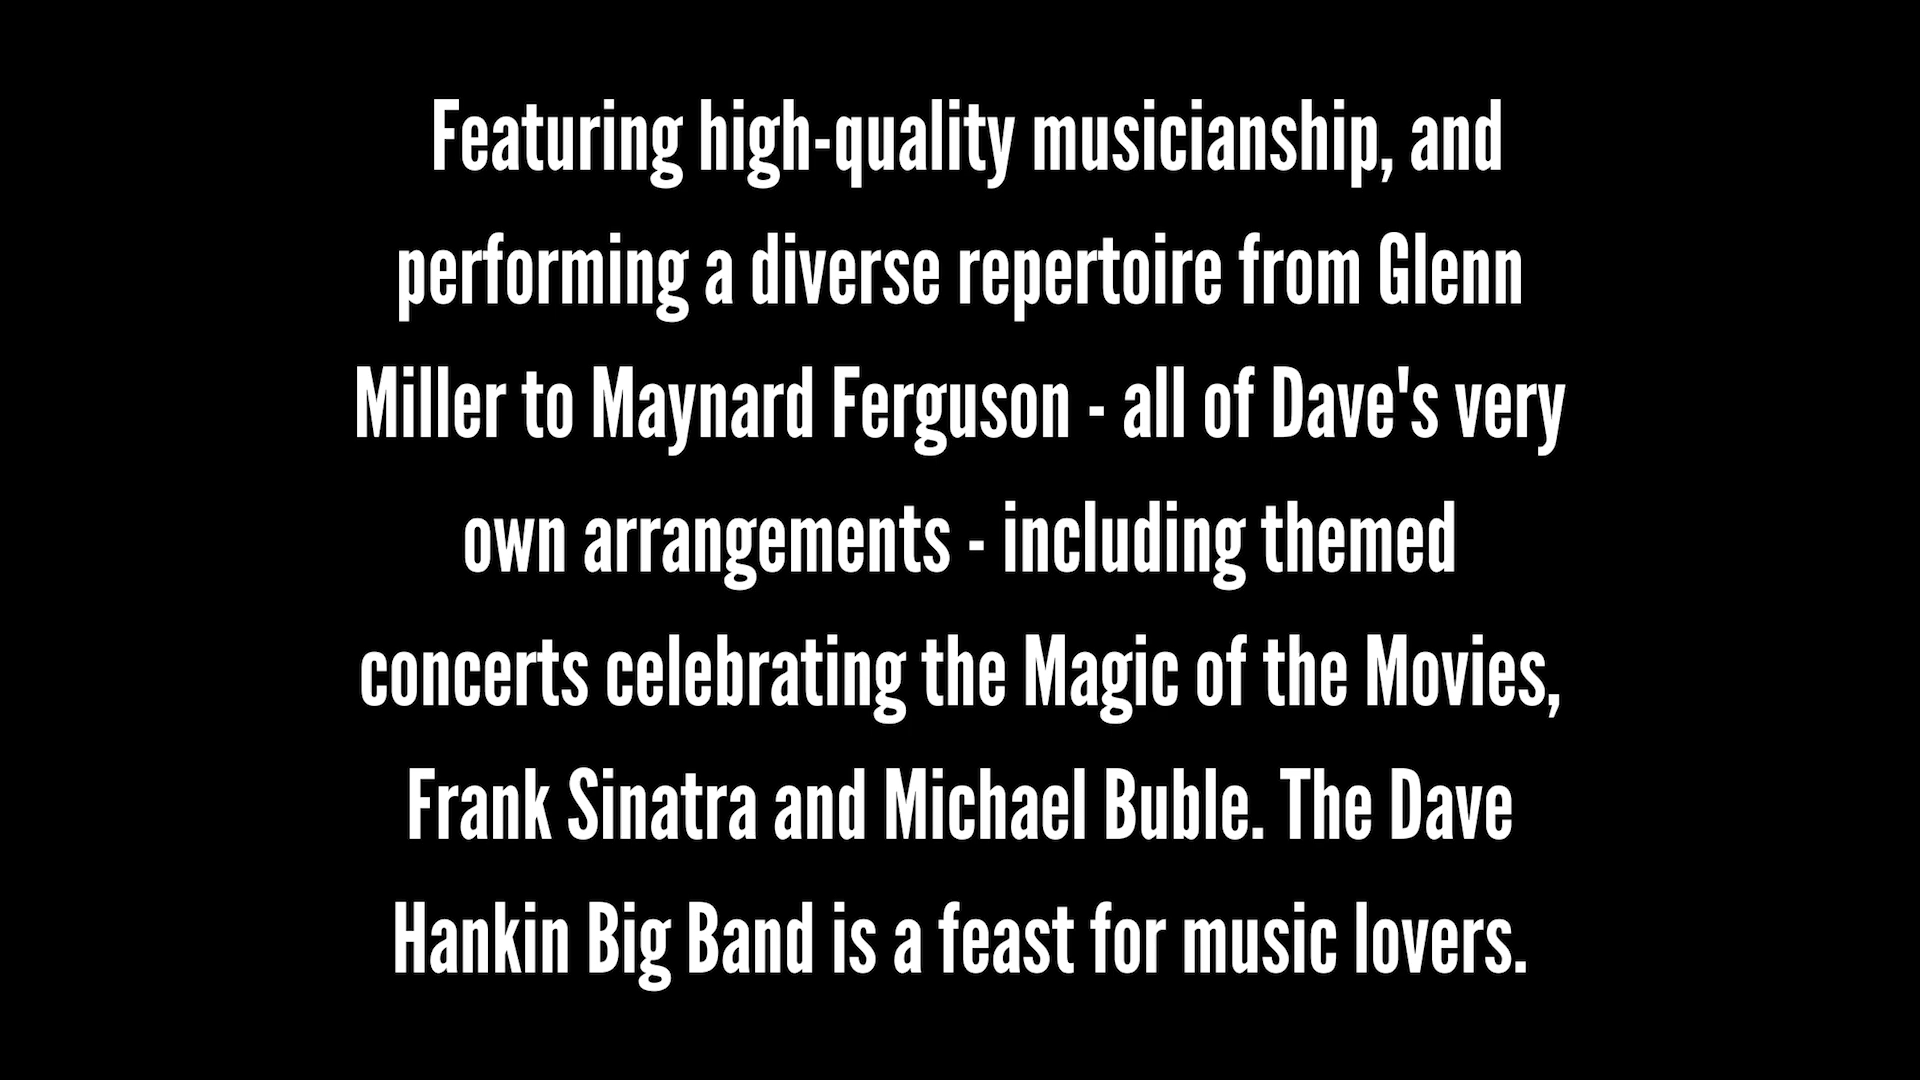 Featuring high-quality musicianship, and
performing a diverse repertoire from Glenn
Miller to Maynard Ferguson - all of Dave's very
own arrangements - including themed
concerts celebrating the Magic of the Movies,
Frank Sinatra and Michael Buble. The Dave
Hankin Big Band is a feast for music lovers.